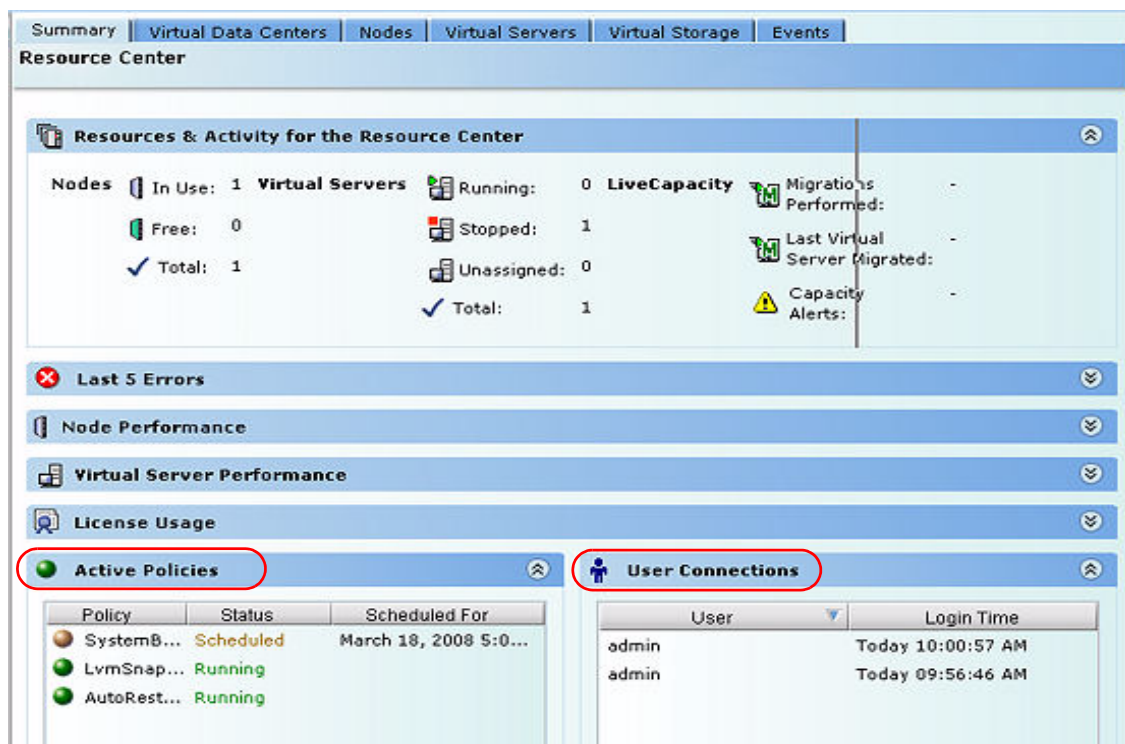 Summary Virtual Data Centers Nodes Virtual Servers Virtual Storage Events
Resource Center
Resources & Activity for the Resource Center
Nodes In Use: 1 Virtual Servers Running: 0 LiveCapacity Migrations Performed: -
Free: 0 Stopped: 1 Last Virtual Server Migrated: -
Total: 1 Unassigned: 0 Capacity Alerts: -
Total: 1
Last 5 Errors
Node Performance
Virtual Server Performance
License Usage
Active Policies
Policy Status Scheduled For
SystemB... Scheduled March 18, 2008 5:0...
LvmSnap... Running
AutoRest... Running
User Connections
User Login Time
admin Today 10:00:57 AM
admin Today 09:56:46 AM